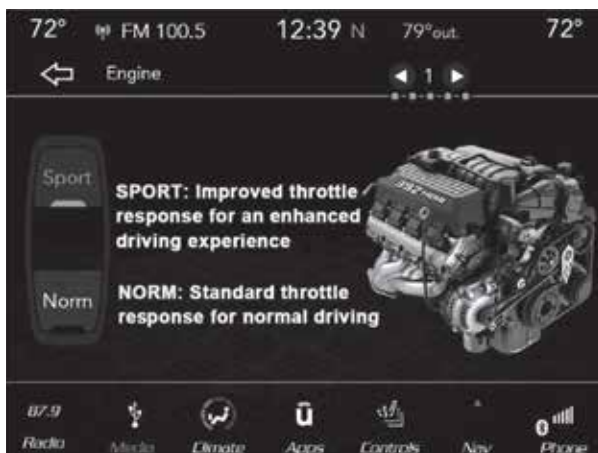 72° FM 100.5 12:39 N 79°out. 72°
Engine 1
Sport
SPORT: Improved throttle
response for an enhanced
driving experience
Norm
NORM: Standard throttle
response for normal driving
392 HEMI
87.9 ū
Radio Media Climate Apps Controls Nav Phone